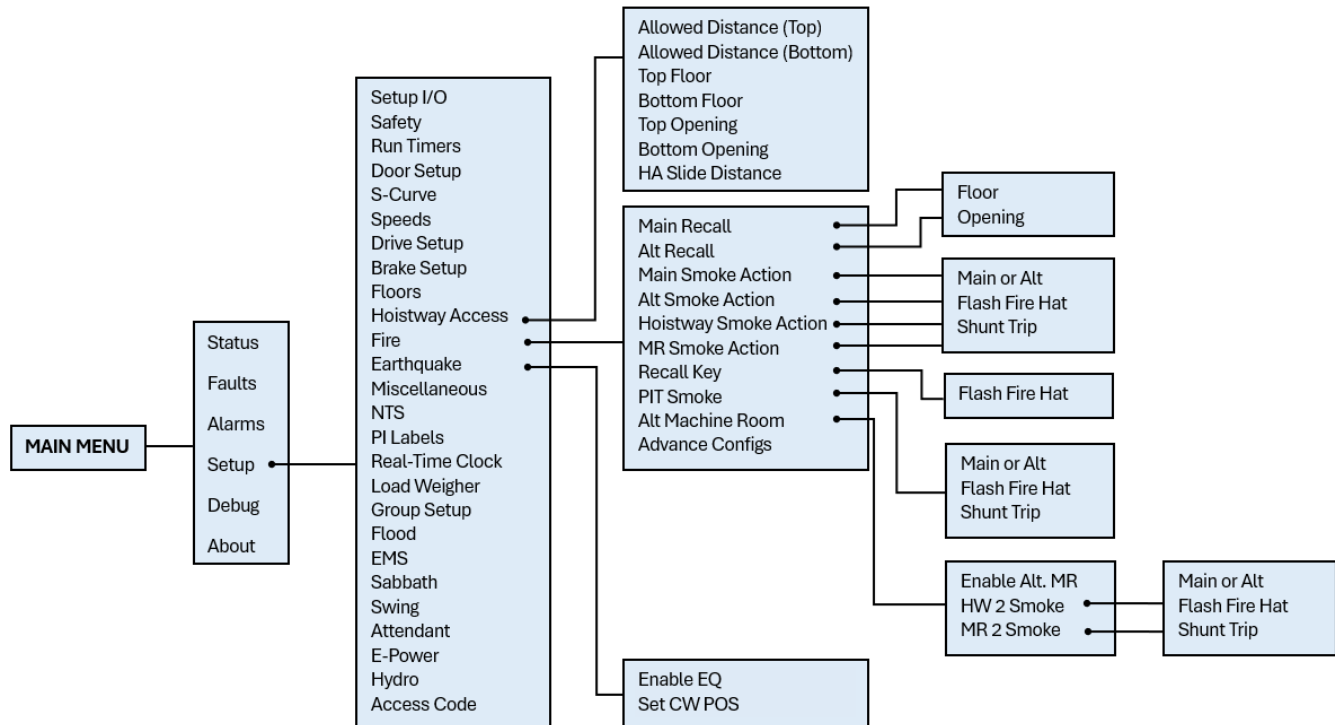 MAIN MENU
Status
Faults
Alarms
Setup
Debug
About
Setup I/O
Safety
Run Timers
Door Setup
S-Curve
Speeds
Drive Setup
Brake Setup
Floors
Hoistway Access
Fire
Earthquake
Miscellaneous
NTS
PI Labels
Real-Time Clock
Load Weigher
Group Setup
Flood
EMS
Sabbath
Swing
Attendant
E-Power
Hydro
Access Code
Allowed Distance (Top)
Allowed Distance (Bottom)
Top Floor
Bottom Floor
Top Opening
Bottom Opening
HA Slide Distance
Main Recall
Alt Recall
Main Smoke Action
Alt Smoke Action
Hoistway Smoke Action
MR Smoke Action
Recall Key
PIT Smoke
Alt Machine Room
Advance Configs
Enable EQ
Set CW POS
Floor
Opening
Main or Alt
Flash Fire Hat
Shunt Trip
Flash Fire Hat
Main or Alt
Flash Fire Hat
Shunt Trip
Enable Alt. MR
HW 2 Smoke
MR 2 Smoke
Main or Alt
Flash Fire Hat
Shunt Trip